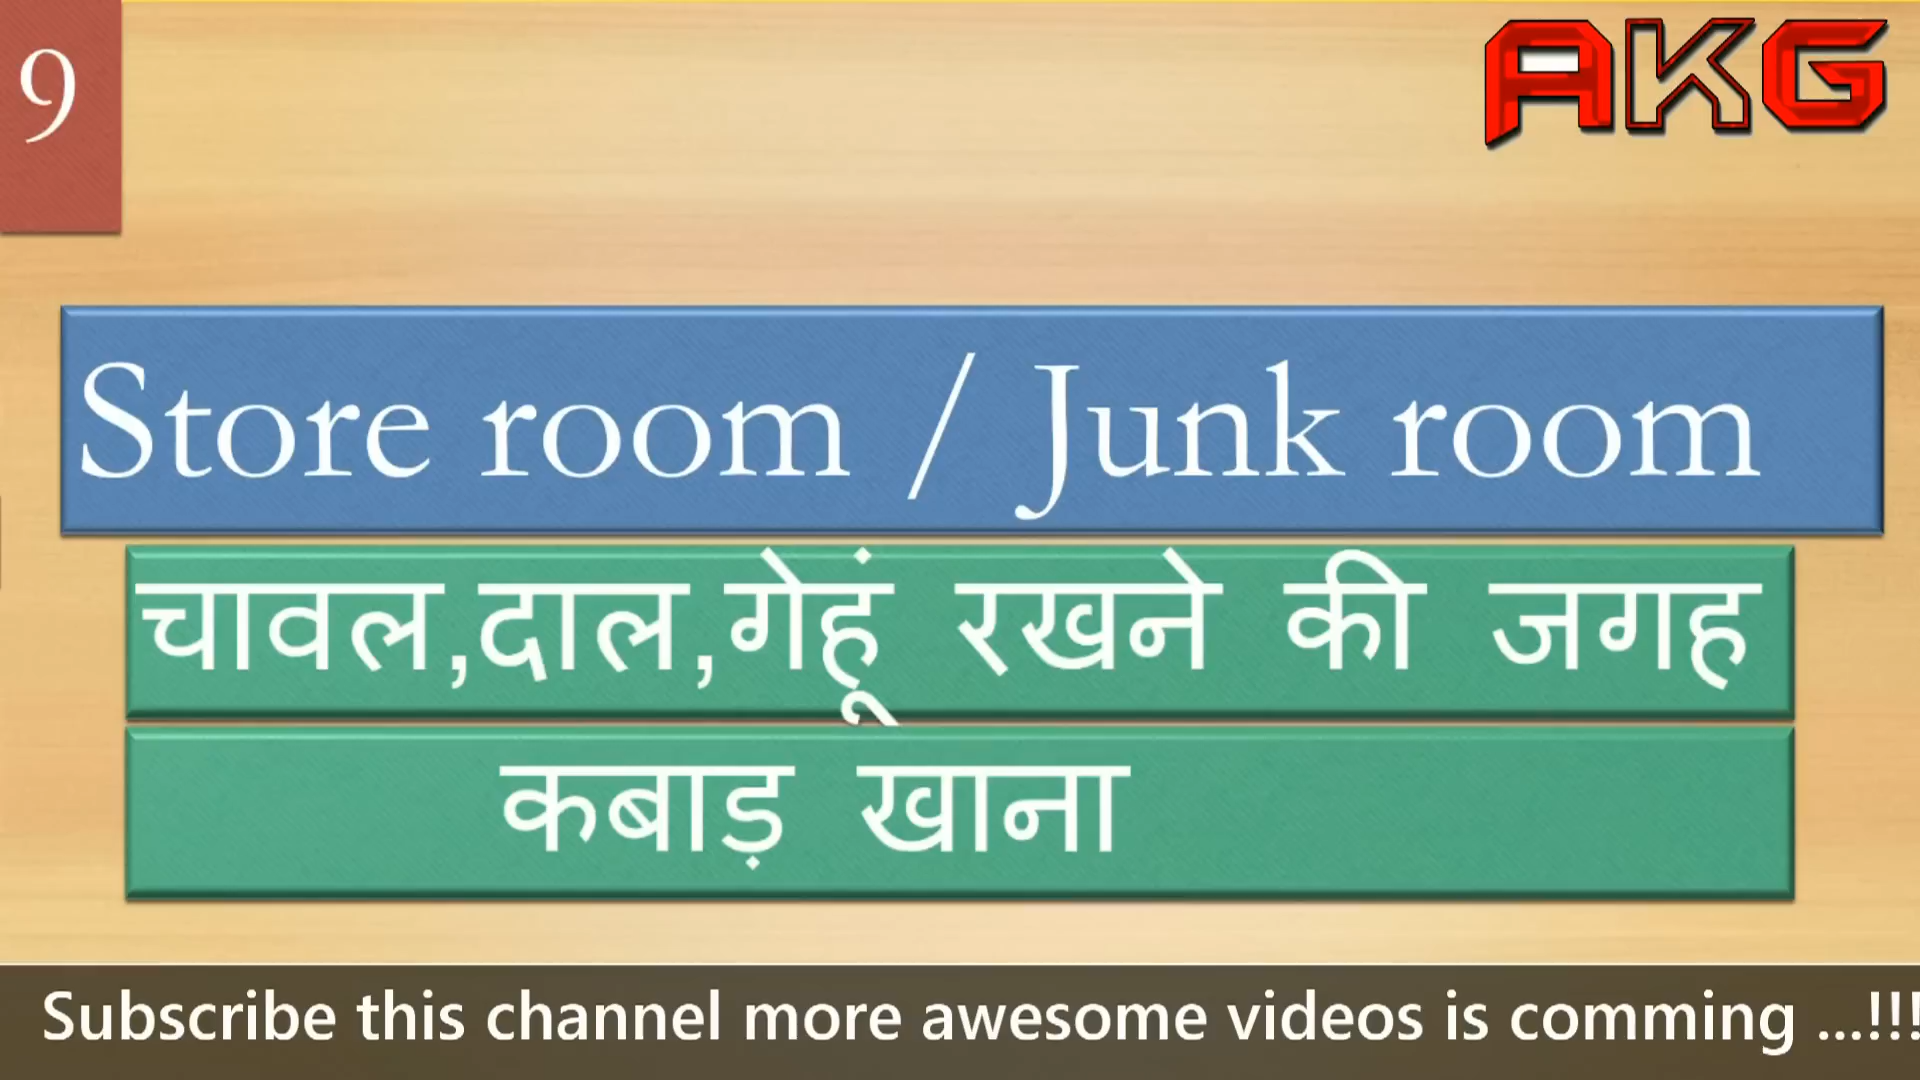 9
AKG
Store room / Junk room
चावल,दाल,गेहूं रखने की जगह
कबाड़ खाना
Subscribe this channel more awesome videos is comming ...!!!